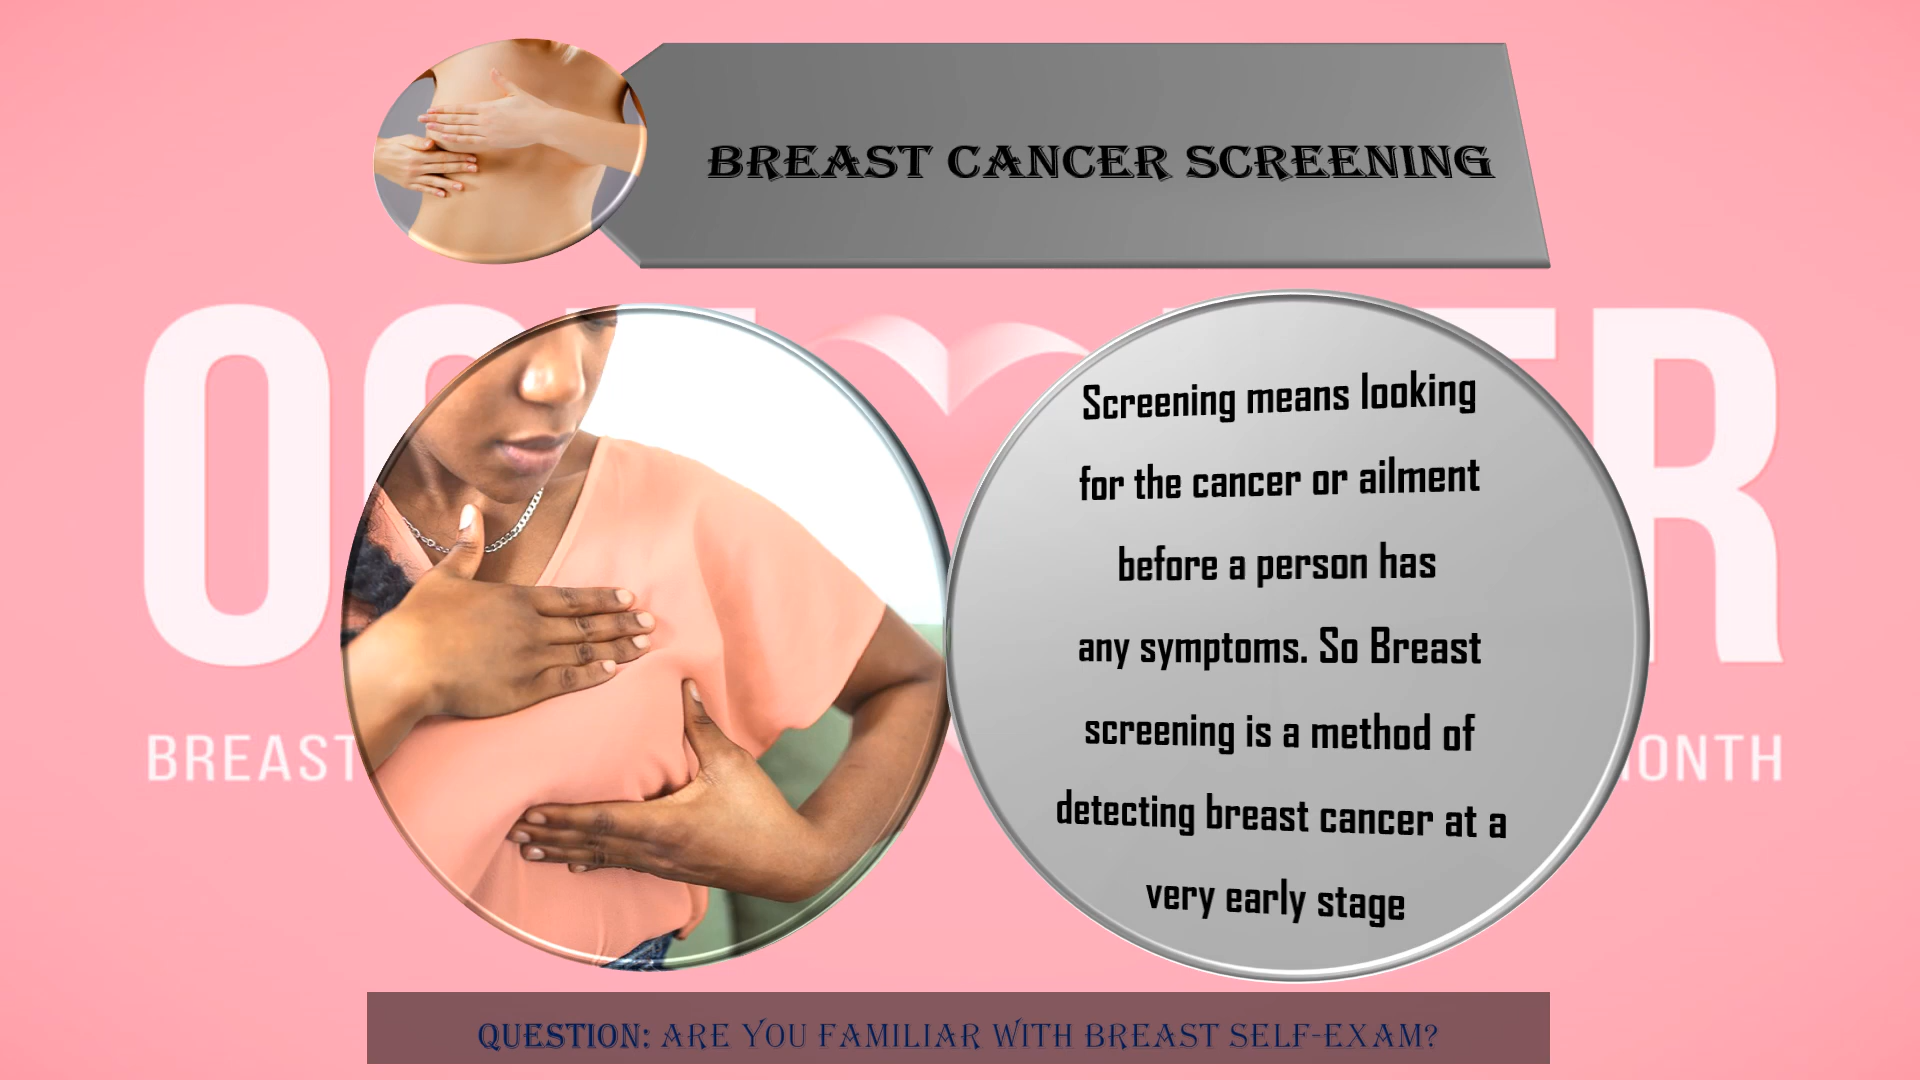 BREAST CANCER SCREENING
Screening means looking
for the cancer or ailment
before a person has
any symptoms. So Breast
screening is a method of
detecting breast cancer at a
very early stage
BREAST
QUESTION: ARE YOU FAMILIAR WITH BREAST SELF-EXAM?